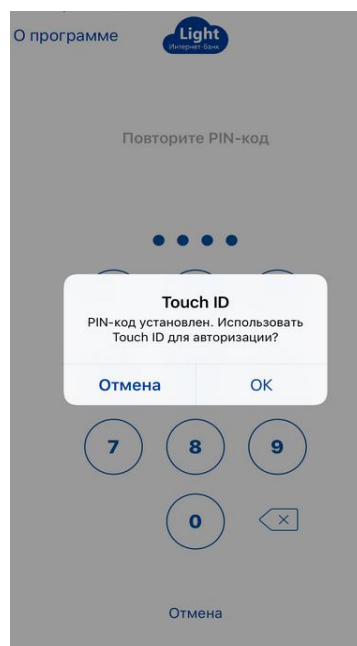 О программе
Light
Интернет-банк
Повторите PIN-код
Touch ID
PIN-код установлен. Использовать
Touch ID для авторизации?
Отмена
OK
7
8
9
0
Отмена